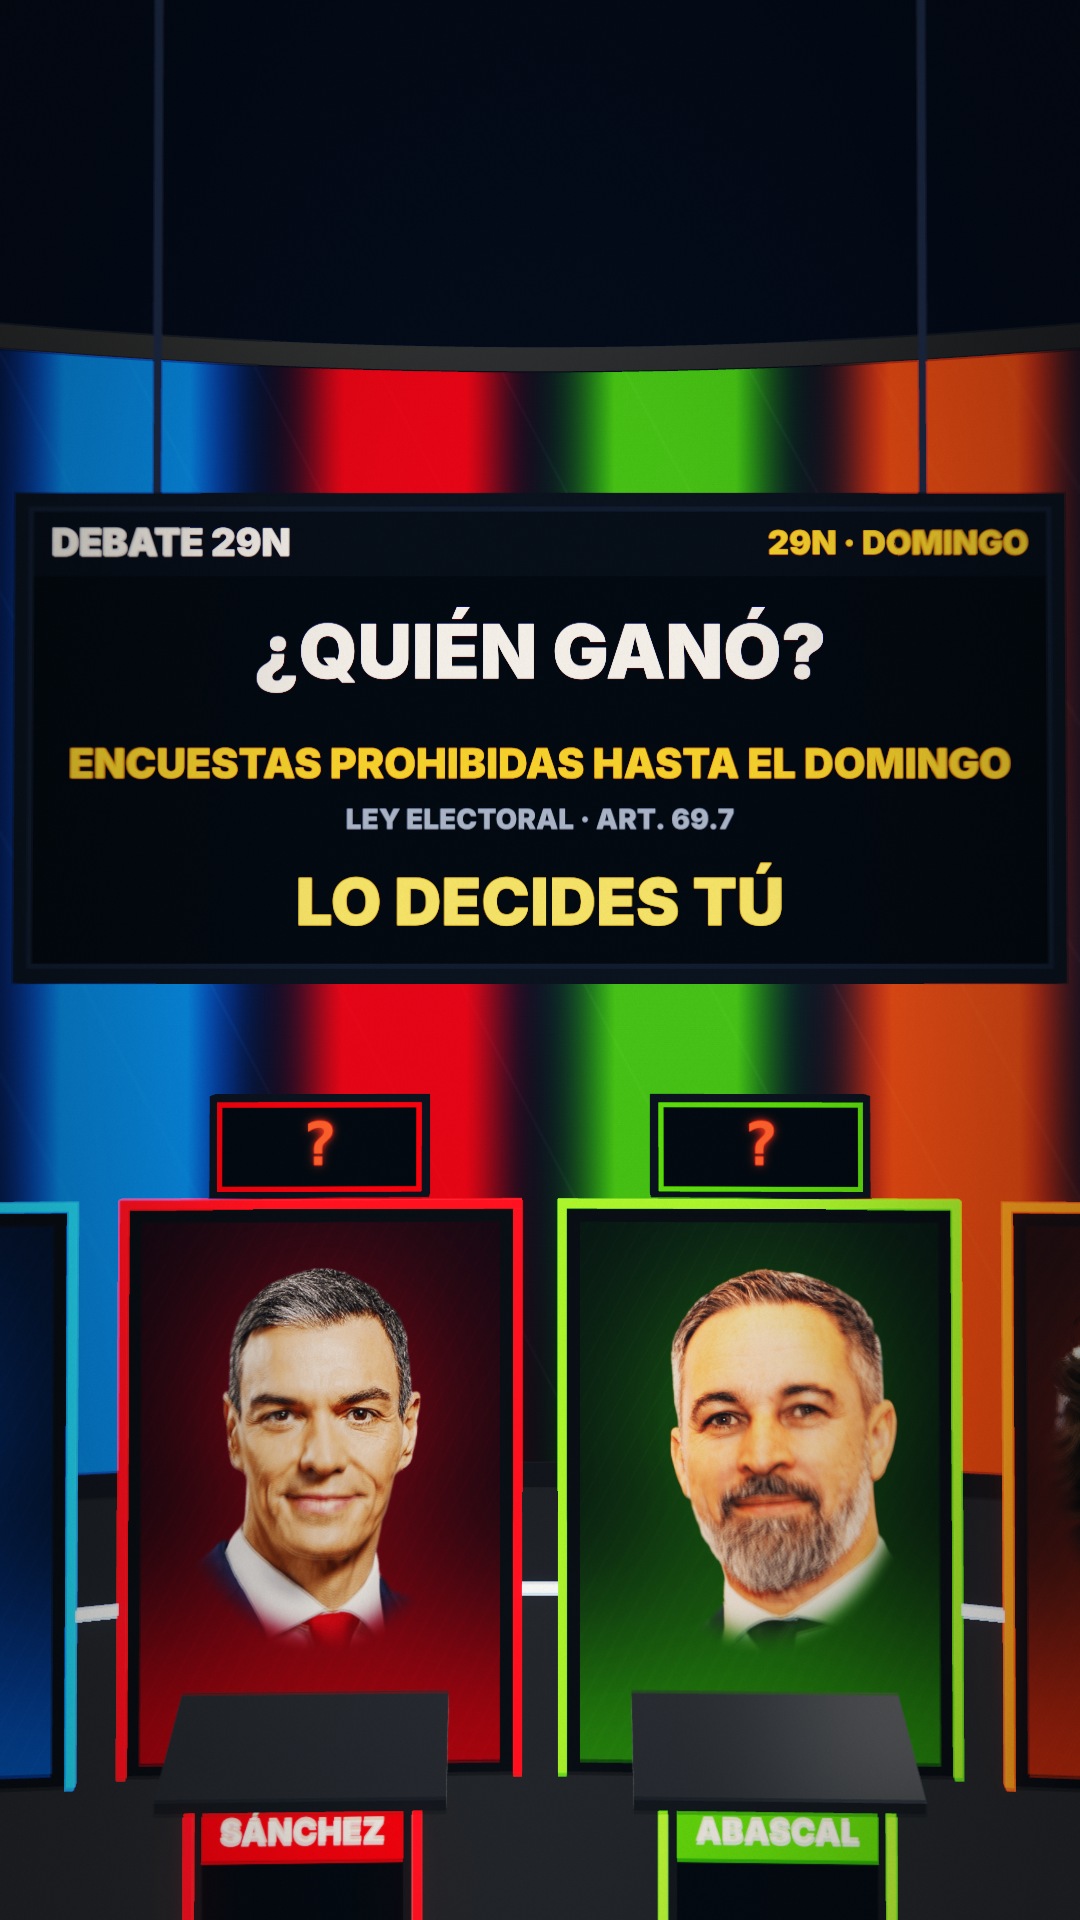 DEBATE 29N
29N · DOMINGO
¿QUIÉN GANÓ?
ENCUESTAS PROHIBIDAS HASTA EL DOMINGO
LEY ELECTORAL · ART. 69.7
LO DECIDES TÚ
?
?
SÁNCHEZ
ABASCAL